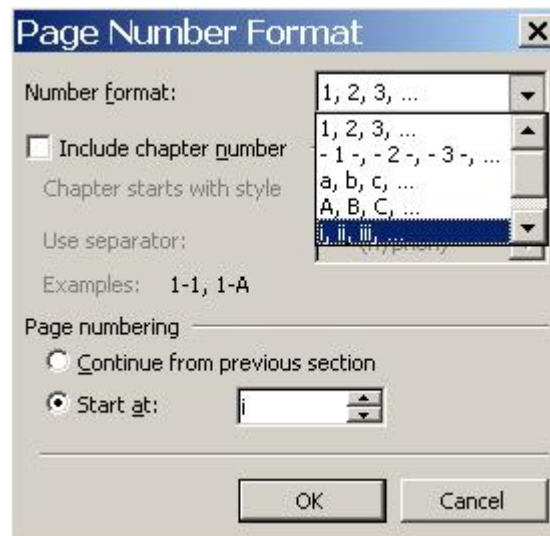 Page Number Format
Number format: 1, 2, 3, ...
1, 2, 3, ...
- 1 -, - 2 -, - 3 -, ...
a, b, c, ...
A, B, C, ...
i, ii, iii, ...
Include chapter number
Chapter starts with style
Use separator: (hyphen)
Examples: 1-1, 1-A
Page numbering
Continue from previous section
Start at: i
OK Cancel